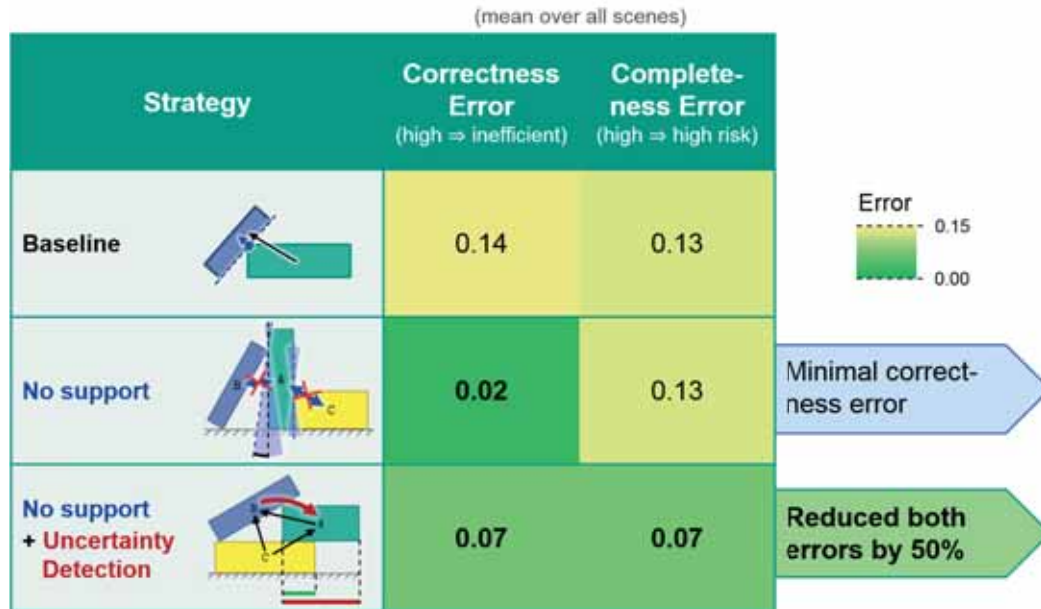 (mean over all scenes)
Strategy
Correctness
Error
(high ⇒ inefficient)
Complete-
ness Error
(high ⇒ high risk)
Baseline
0.14
0.13
Error
0.15
0.00
No support
B
A
C
0.02
0.13
Minimal correct-
ness error
No support
+ Uncertainty
Detection
C
0.07
0.07
Reduced both
errors by 50%